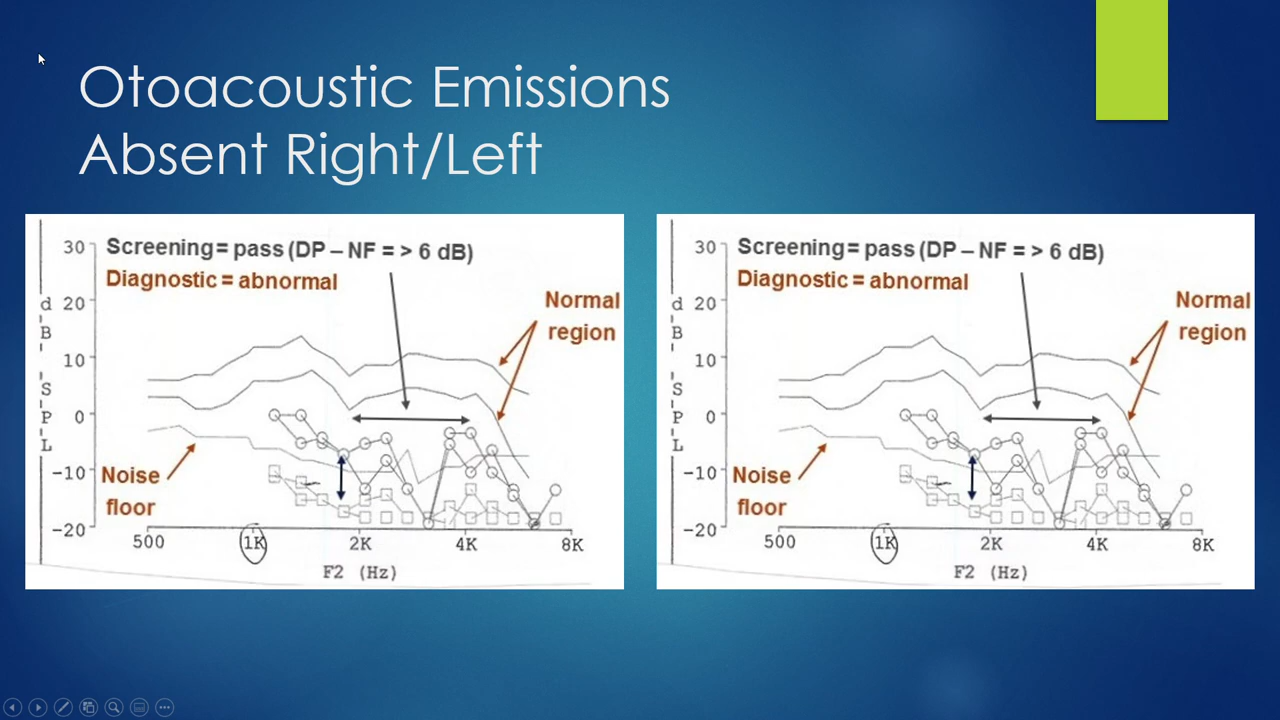 Otoacoustic Emissions
Absent Right/Left
Screening = pass (DP – NF = > 6 dB)
Diagnostic = abnormal
Normal
region
Noise
floor
d
B
S
P
L
30
20
10
0
-10
-20
500 1K 2K 4K 8K
F2 (Hz)
Screening = pass (DP – NF = > 6 dB)
Diagnostic = abnormal
Normal
region
Noise
floor
d
B
S
P
L
30
20
10
0
-10
-20
500 1K 2K 4K 8K
F2 (Hz)